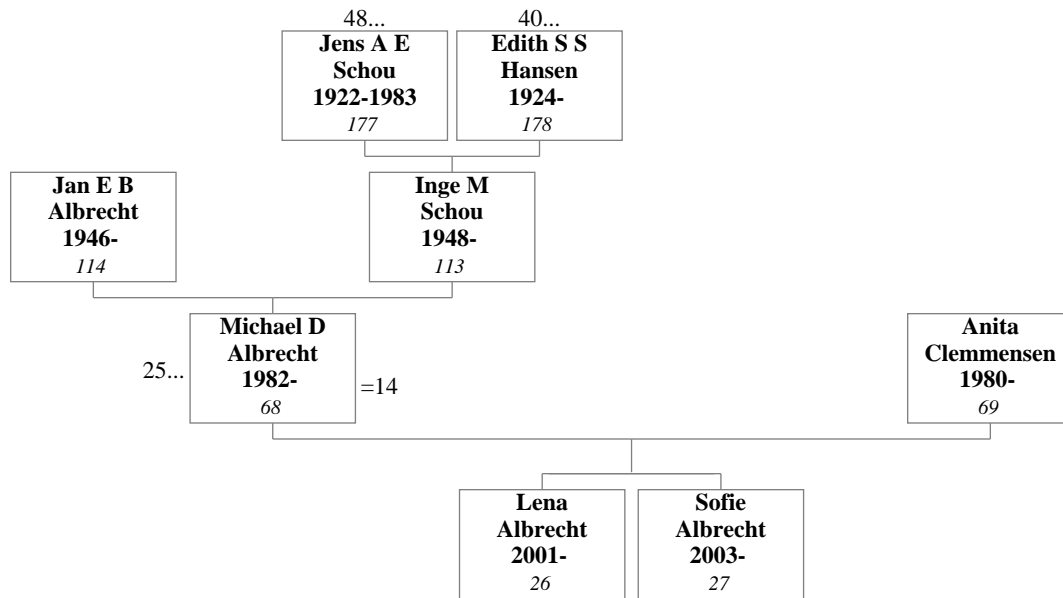 48...
40...
Jens A E
Schou
1922-1983
177
Edith S S
Hansen
1924-
178
Jan E B
Albrecht
1946-
114
Inge M
Schou
1948-
113
25...
Michael D
Albrecht
1982-
68
=14
Anita
Clemmensen
1980-
69
Lena
Albrecht
2001-
26
Sofie
Albrecht
2003-
27